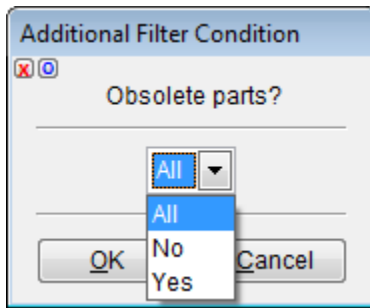 Additional Filter Condition
X O
Obsolete parts?
All
All
No
Yes
OK
Cancel